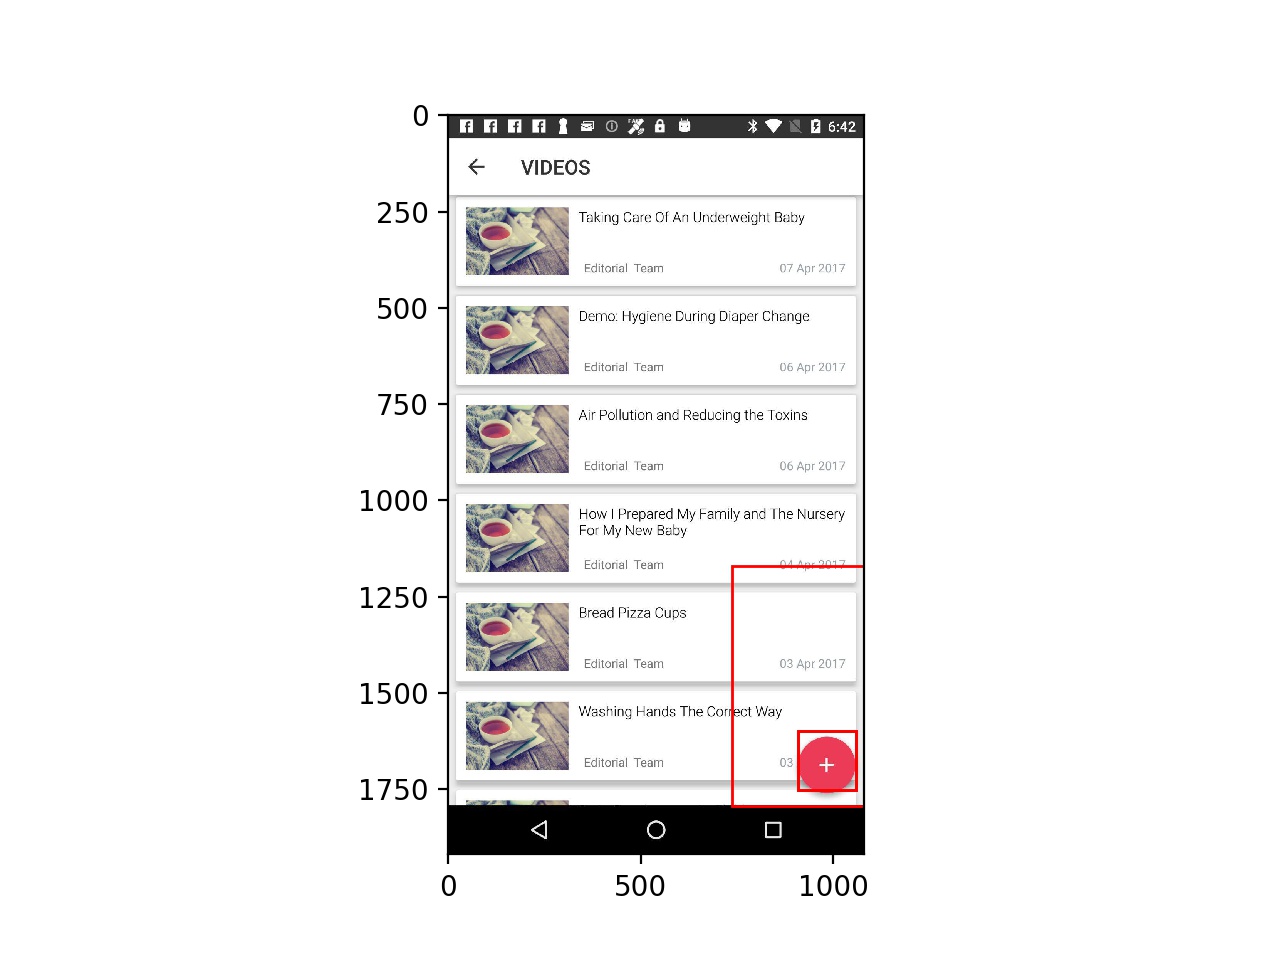 0
250
500
750
1000
1250
1500
1750
0
500
1000
6:42
VIDEOS
Taking Care Of An Underweight Baby
Editorial Team
07 Apr 2017
Demo: Hygiene During Diaper Change
Editorial Team
06 Apr 2017
Air Pollution and Reducing the Toxins
Editorial Team
06 Apr 2017
How I Prepared My Family and The Nursery
For My New Baby
Editorial Team
04 Apr 2017
Bread Pizza Cups
Editorial Team
03 Apr 2017
Washing Hands The Correct Way
Editorial Team
03